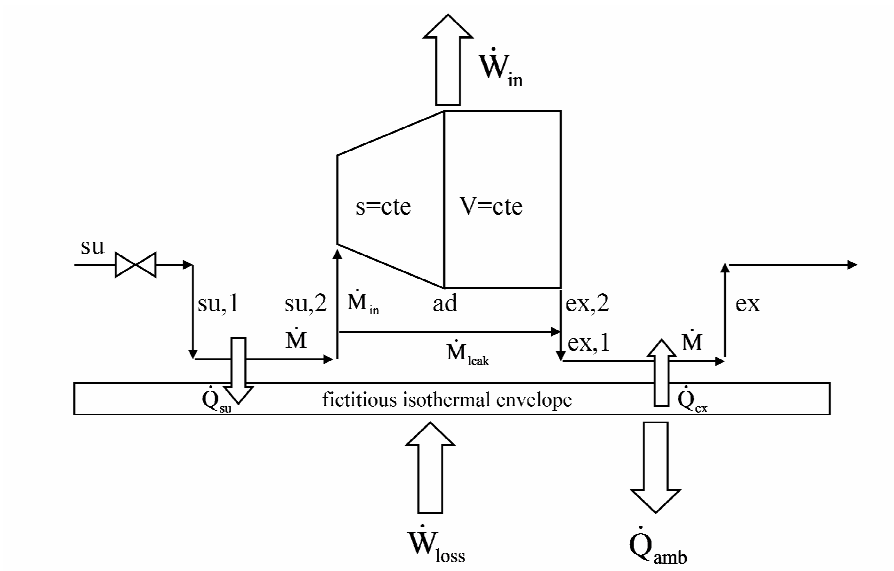 Ẇin
s=cte
V=cte
su
su,1
su,2
Ṁin
ad
ex,2
ex
Ṁ
Ṁleak
ex,1
Ṁ
Q̇su
fictitious isothermal envelope
Q̇ex
Ẇloss
Q̇amb